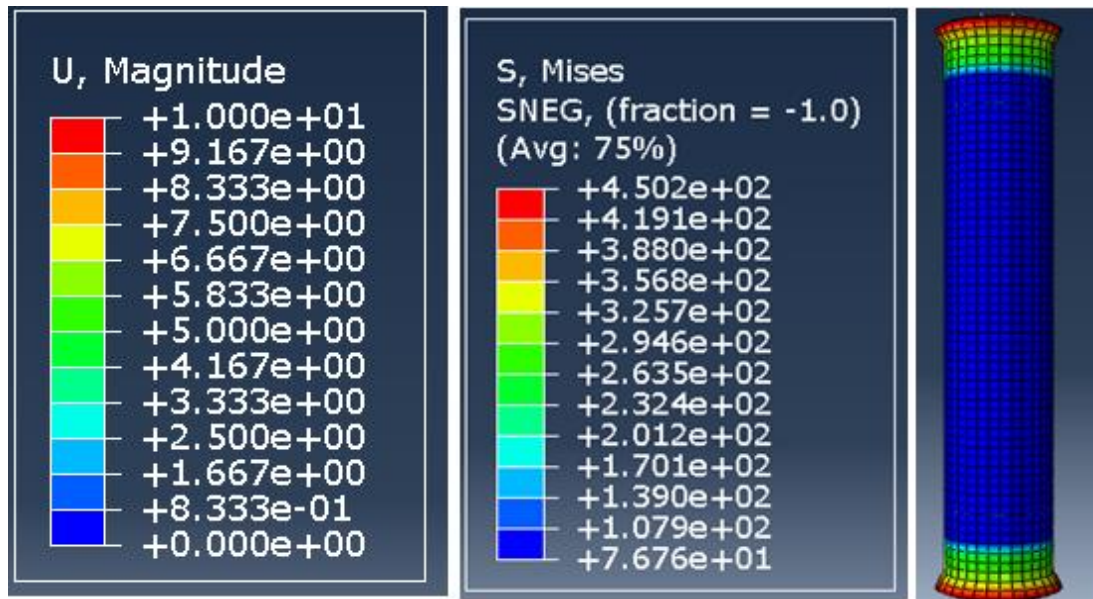 U, Magnitude
+1.000e+01
+9.167e+00
+8.333e+00
+7.500e+00
+6.667e+00
+5.833e+00
+5.000e+00
+4.167e+00
+3.333e+00
+2.500e+00
+1.667e+00
+8.333e-01
+0.000e+00
S, Mises
SNEG, (fraction = -1.0)
(Avg: 75%)
+4.502e+02
+4.191e+02
+3.880e+02
+3.568e+02
+3.257e+02
+2.946e+02
+2.635e+02
+2.324e+02
+2.012e+02
+1.701e+02
+1.390e+02
+1.079e+02
+7.676e+01